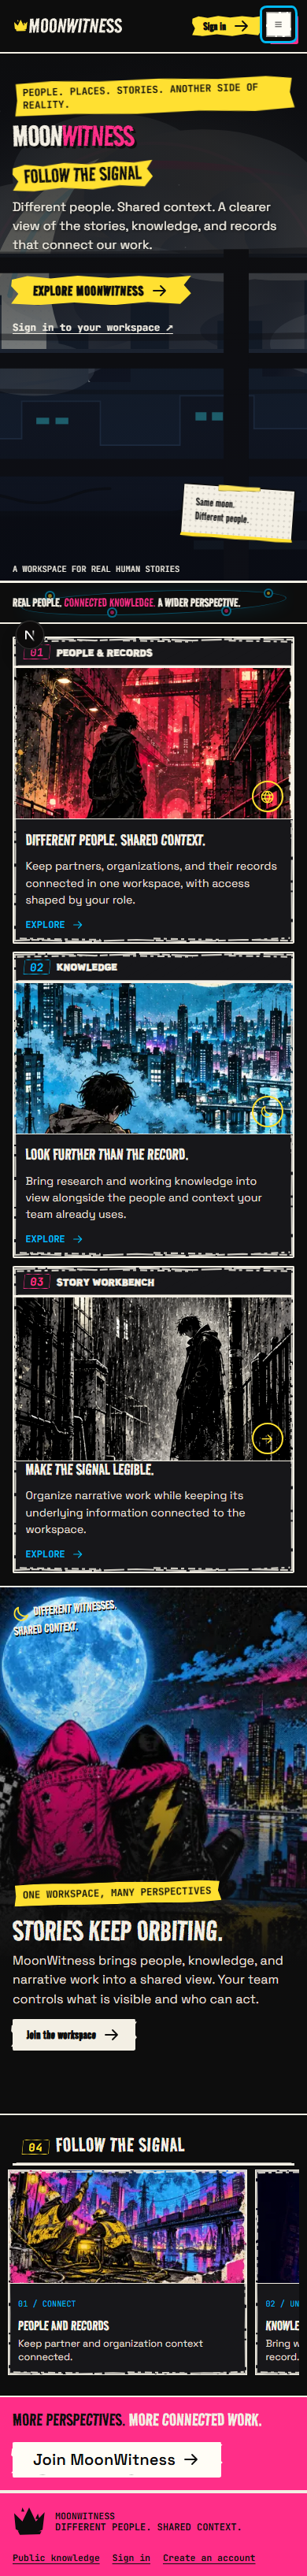 MOONWITNESS
Sign in →
PEOPLE. PLACES. STORIES. ANOTHER SIDE OF
REALITY.
MOONWITNESS
FOLLOW THE SIGNAL
Different people. Shared context. A clearer
view of the stories, knowledge, and records
that connect our work.
EXPLORE MOONWITNESS →
Sign in to your workspace ↗
Same moon.
Different people.
A WORKSPACE FOR REAL HUMAN STORIES
REAL PEOPLE. CONNECTED KNOWLEDGE. A WIDER PERSPECTIVE.
N
01 PEOPLE & RECORDS
DIFFERENT PEOPLE. SHARED CONTEXT.
Keep partners, organizations, and their records
connected in one workspace, with access
shaped by your role.
EXPLORE →
02 KNOWLEDGE
LOOK FURTHER THAN THE RECORD.
Bring research and working knowledge into
view alongside the people and context your
team already uses.
EXPLORE →
03 STORY WORKBENCH
MAKE THE SIGNAL LEGIBLE.
Organize narrative work while keeping its
underlying information connected to the
workspace.
EXPLORE →
DIFFERENT WITNESSES.
SHARED CONTEXT.
ONE WORKSPACE, MANY PERSPECTIVES
STORIES KEEP ORBITING.
MoonWitness brings people, knowledge, and
narrative work into a shared view. Your team
controls what is visible and who can act.
Join the workspace →
04 FOLLOW THE SIGNAL
01 / CONNECT
PEOPLE AND RECORDS
Keep partner and organization context
connected.
02 / UN
KNOWLE
Bring w
record.
MORE PERSPECTIVES. MORE CONNECTED WORK.
Join MoonWitness →
MOONWITNESS
DIFFERENT PEOPLE. SHARED CONTEXT.
Public knowledge Sign in Create an account